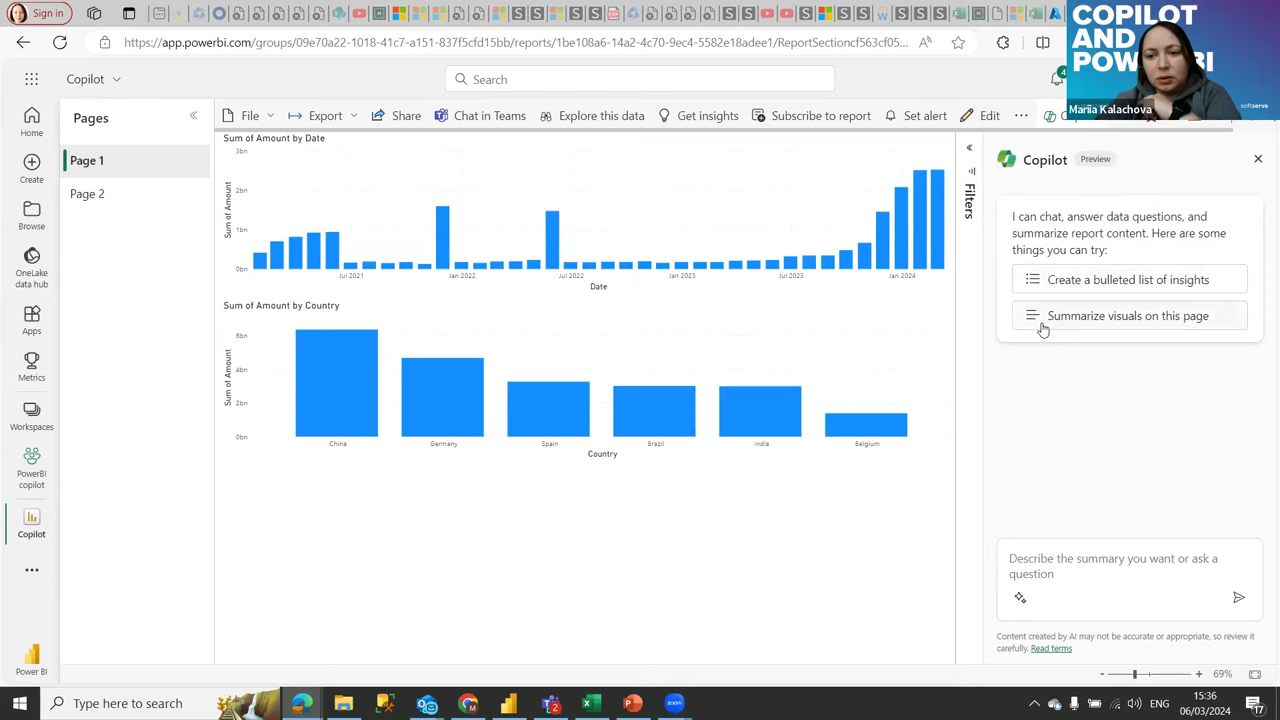 Sign in
https://app.powerbi.com/groups/09e70a22-1018-41c7-a151-837f5cfd15bb/reports/1be108a6-14a2-4c70-9ec4-5582e18adee1/ReportSectioncf563cf05...
COPILOT
AND
POWERBI
Mariia Kalachova
softserve
Copilot
Search
4
Pages
File
Export
Share
Chat in Teams
Explore this data
Get insights
Subscribe to report
Set alert
Edit
Home
Create
Browse
OneLake
data hub
Apps
Metrics
Workspaces
PowerBI
copilot
Copilot
Power BI
Page 1
Page 2
Sum of Amount by Date
Sum of Amount
3bn
2bn
1bn
0bn
Jul 2021
Jan 2022
Jul 2022
Jan 2023
Jul 2023
Jan 2024
Date
Sum of Amount by Country
Sum of Amount
6bn
4bn
2bn
0bn
China
Germany
Spain
Brazil
India
Belgium
Country
Filters
Copilot
Preview
I can chat, answer data questions, and
summarize report content. Here are some
things you can try:
Create a bulleted list of insights
Summarize visuals on this page
Describe the summary you want or ask a
question
Content created by AI may not be accurate or appropriate, so review it
carefully. Read terms
- + 69%
Type here to search
zoom
ENG
15:36
06/03/2024
17